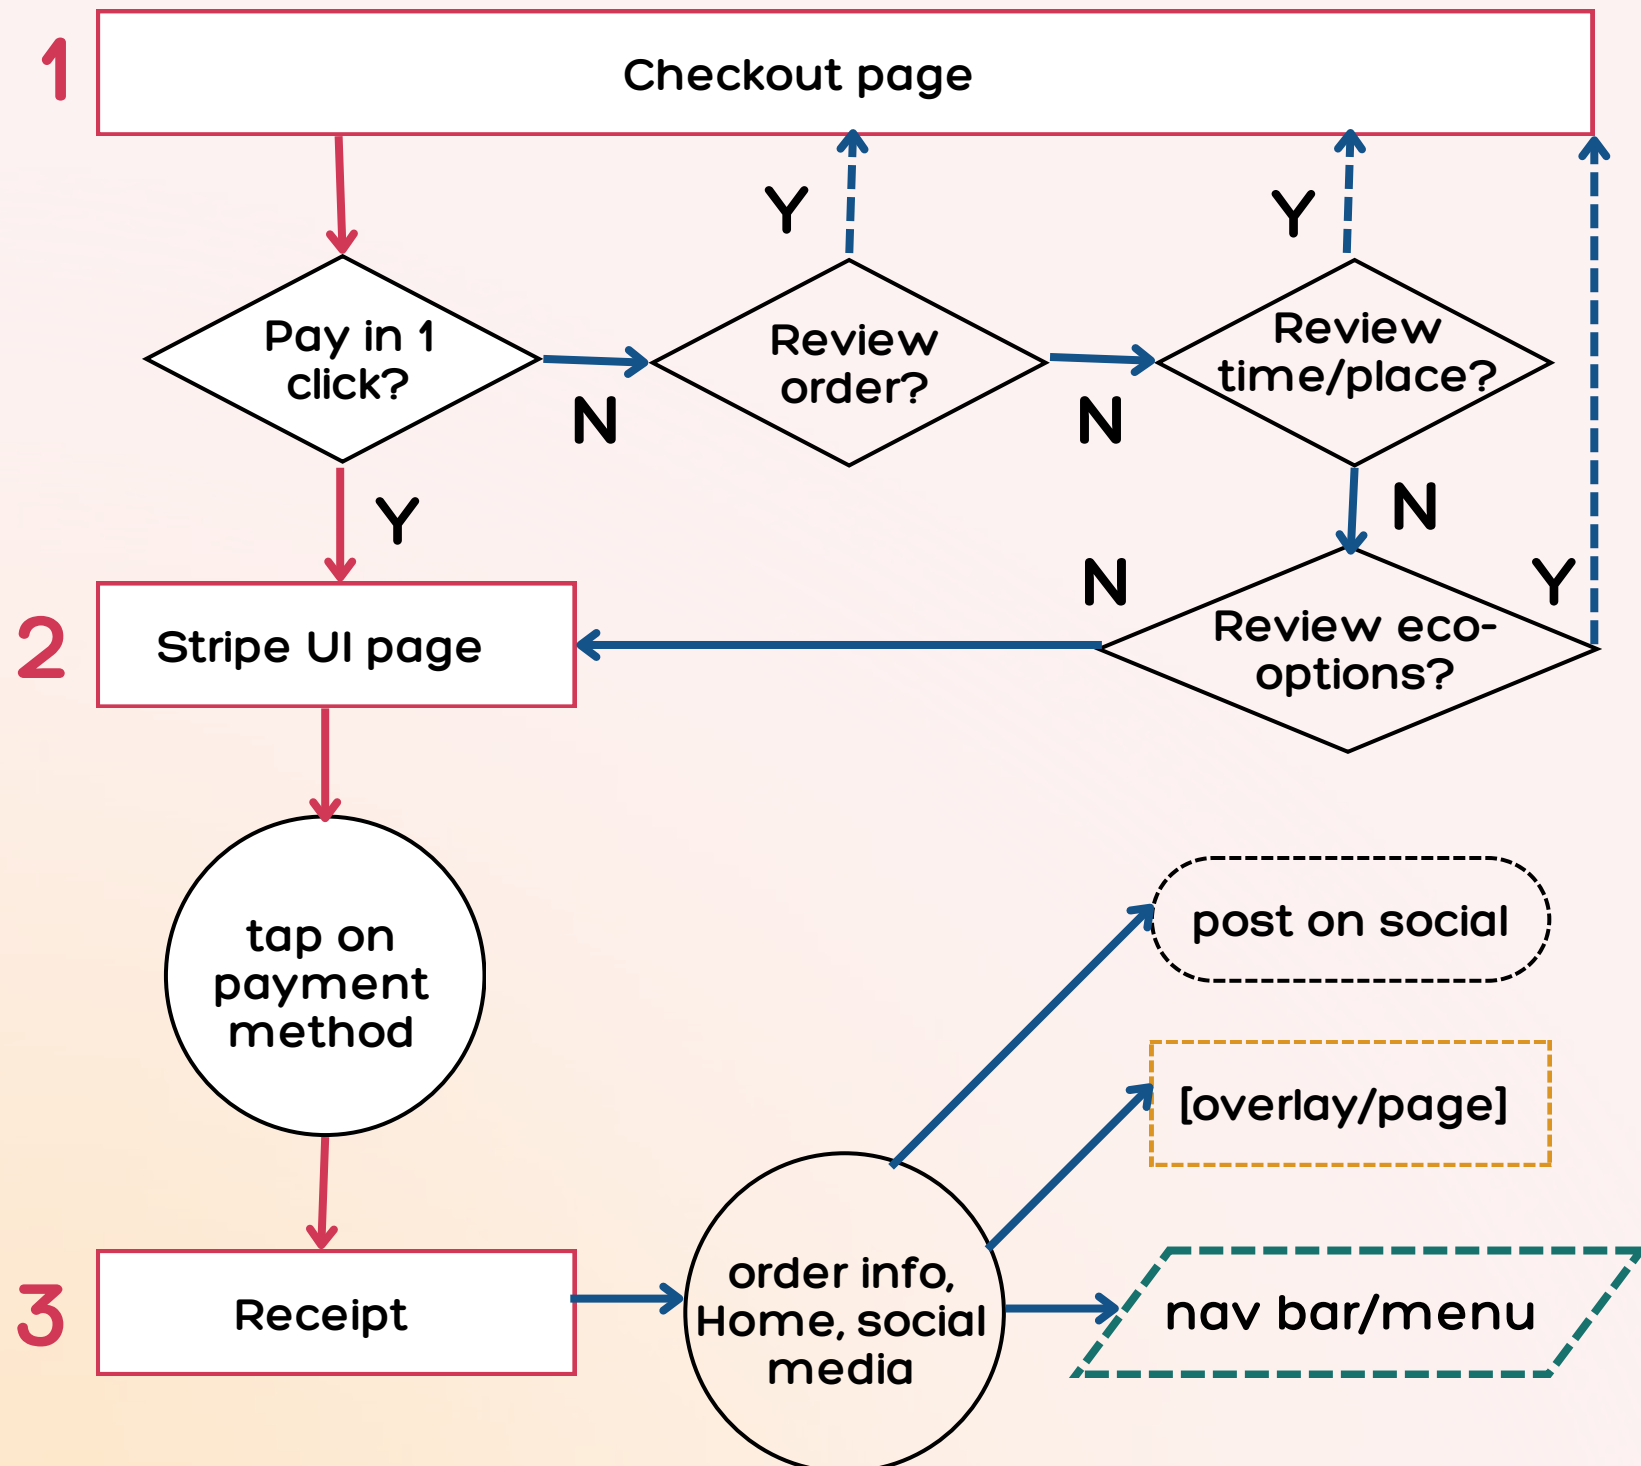 1
Checkout page
Y
Y
Pay in 1
click?
N
Review
order?
N
Review
time/place?
Y
N
N
Y
2
Stripe UI page
Review eco-
options?
tap on
payment
method
post on social
[overlay/page]
3
Receipt
order info,
Home, social
media
nav bar/menu